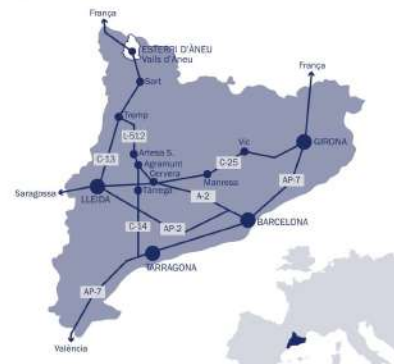 França
ESTERRI D'ÀNEU
Valls d'Àneu
França
Sort
Tremp
L-512
Artesa S.
Agramunt
Cervera
C-13
Vic
GIRONA
C-25
Manresa
AP-7
Saragossa
LLEIDA
Tàrrega
A-2
C-14
AP-2
BARCELONA
TARRAGONA
AP-7
València